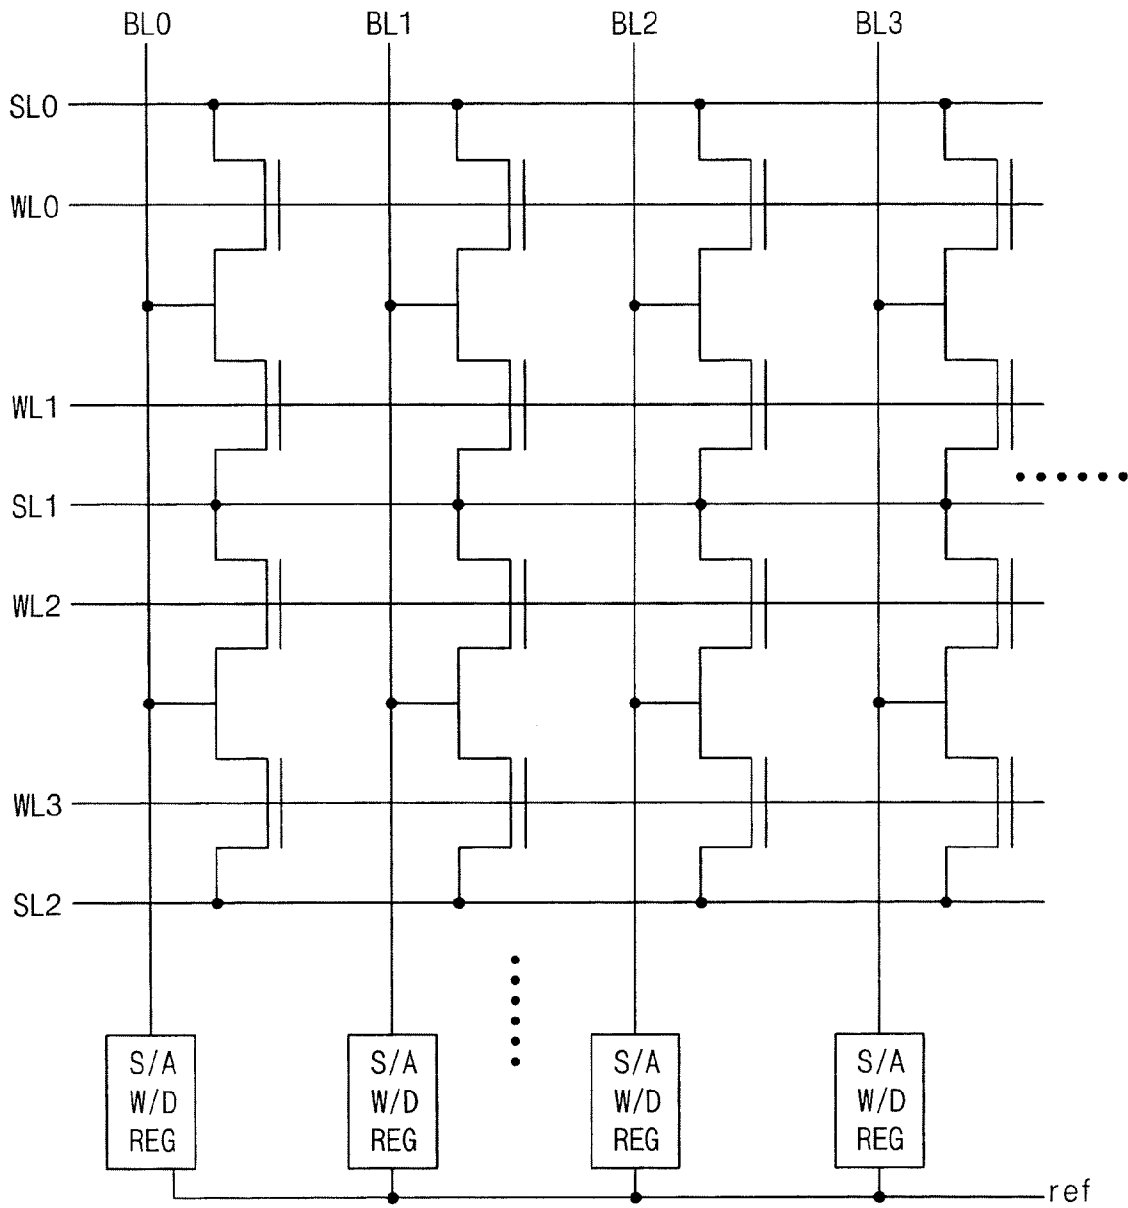 BL0 BL1 BL2 BL3
SL0
WL0
WL1
SL1
WL2
WL3
SL2
S/A S/A S/A S/A
W/D W/D W/D W/D
REG REG REG REG
ref